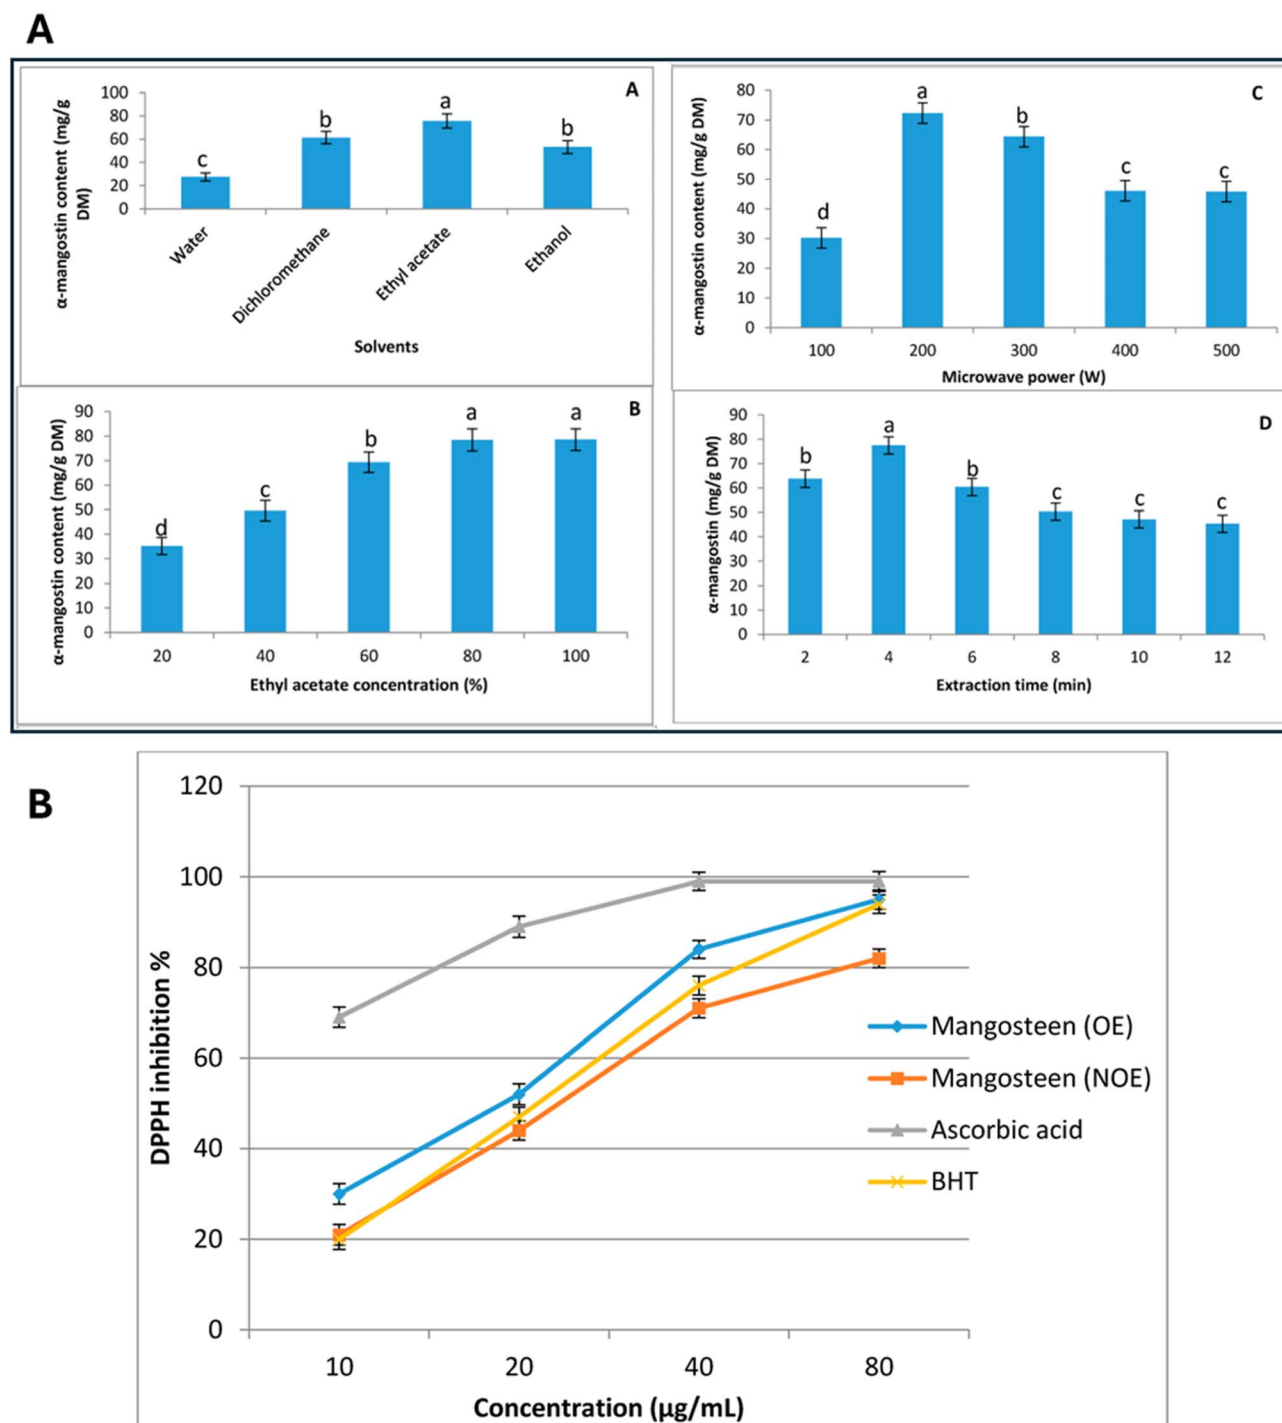 A
A
α-mangostin content (mg/g
DM)
100
80
60
40
20
0
c
b
a
b
Water
Dichloromethane
Ethyl acetate
Ethanol
Solvents
B
α-mangostin content (mg/g DM)
90
80
70
60
50
40
30
20
10
0
d
c
b
a
a
20
40
60
80
100
Ethyl acetate concentration (%)
C
α-mangostin content (mg/g DM)
80
70
60
50
40
30
20
10
0
d
a
b
c
c
100
200
300
400
500
Microwave power (W)
D
α-mangostin (mg/g DM)
90
80
70
60
50
40
30
20
10
0
b
a
b
c
c
c
2
4
6
8
10
12
Extraction time (min)
B
DPPH inhibition %
120
100
80
60
40
20
0
Mangosteen (OE)
Mangosteen (NOE)
Ascorbic acid
BHT
10
20
40
80
Concentration (μg/mL)